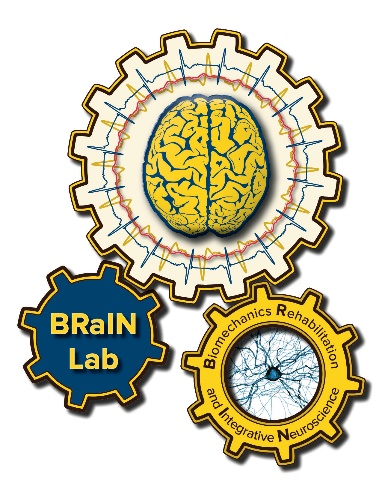 BRaIN
Lab
Biomechanics Rehabilitation
and Integrative Neuroscience